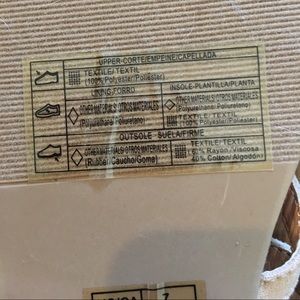 UPPER-CORTE/EMPEINE/CAPELLADA
TEXTILE/TEXTIL
(100% Polyester/Poliester)
LINING-FORRO
OTHER MATERIALS/OTROS MATERIALES
(Polyurethane/Poliuretano)
INSOLE-PLANTILLA/PLANTA
OTHER MATERIALS/OTROS MATERIALES
(Polyurethane/Poliuretano)
TEXTILE/TEXTIL
100% Polyester/Poliester)
OUTSOLE SUELA/FIRME
OTHER MATERIALS/OTROS MATERIALES
(Rubber/Caucho/Goma)
TEXTILE/TEXTIL
Rayon/Viscosa
40% Cotton/Algodón)